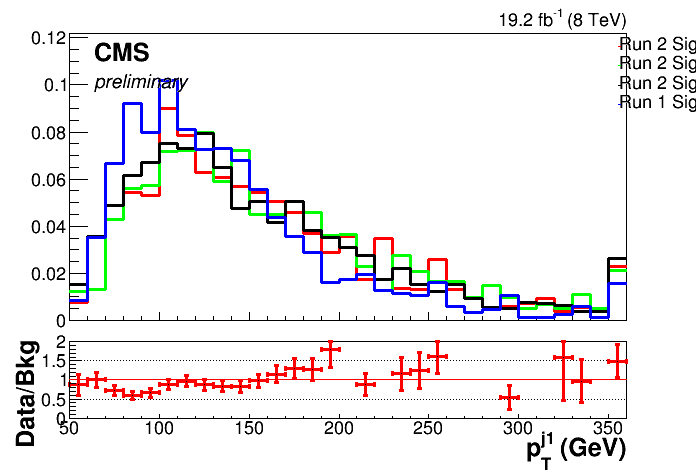 19.2 fb-1 (8 TeV)
CMS
preliminary
Run 2 Sig
Run 2 Sig
Run 2 Sig
Run 1 Sig
0.12
0.1
0.08
0.06
0.04
0.02
0
Data/Bkg
2
1.5
1
0.5
0
50 100 150 200 250 300 350
pTj1 (GeV)